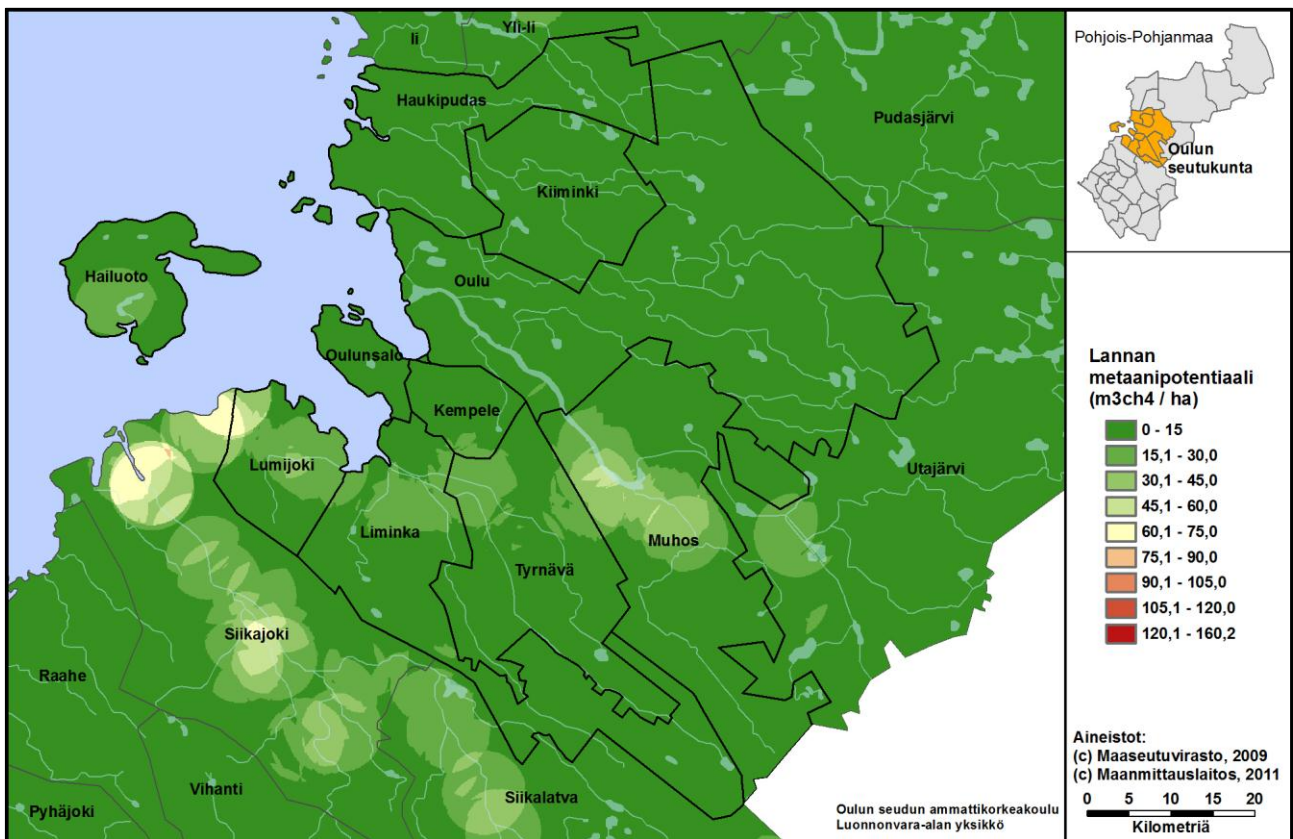 Yli-Ii
Ii
Haukipudas
Pudasjärvi
Kiiminki
Hailuoto
Oulu
Oulunsalo
Kempele
Lumijoki
Utajärvi
Liminka
Muhos
Tyrnävä
Siikajoki
Raahe
Vihanti
Siikalatva
Pyhäjoki
Oulun seudun ammattikorkeakoulu
Luonnonvara-alan yksikkö
Pohjois-Pohjanmaa
Oulun
seutukunta
Lannan
metaanipotentiaali
(m3ch4 / ha)
0 - 15
15,1 - 30,0
30,1 - 45,0
45,1 - 60,0
60,1 - 75,0
75,1 - 90,0
90,1 - 105,0
105,1 - 120,0
120,1 - 160,2
Aineistot:
(c) Maaseutuvirasto, 2009
(c) Maanmittauslaitos, 2011
0 5 10 15 20
Kilometriä